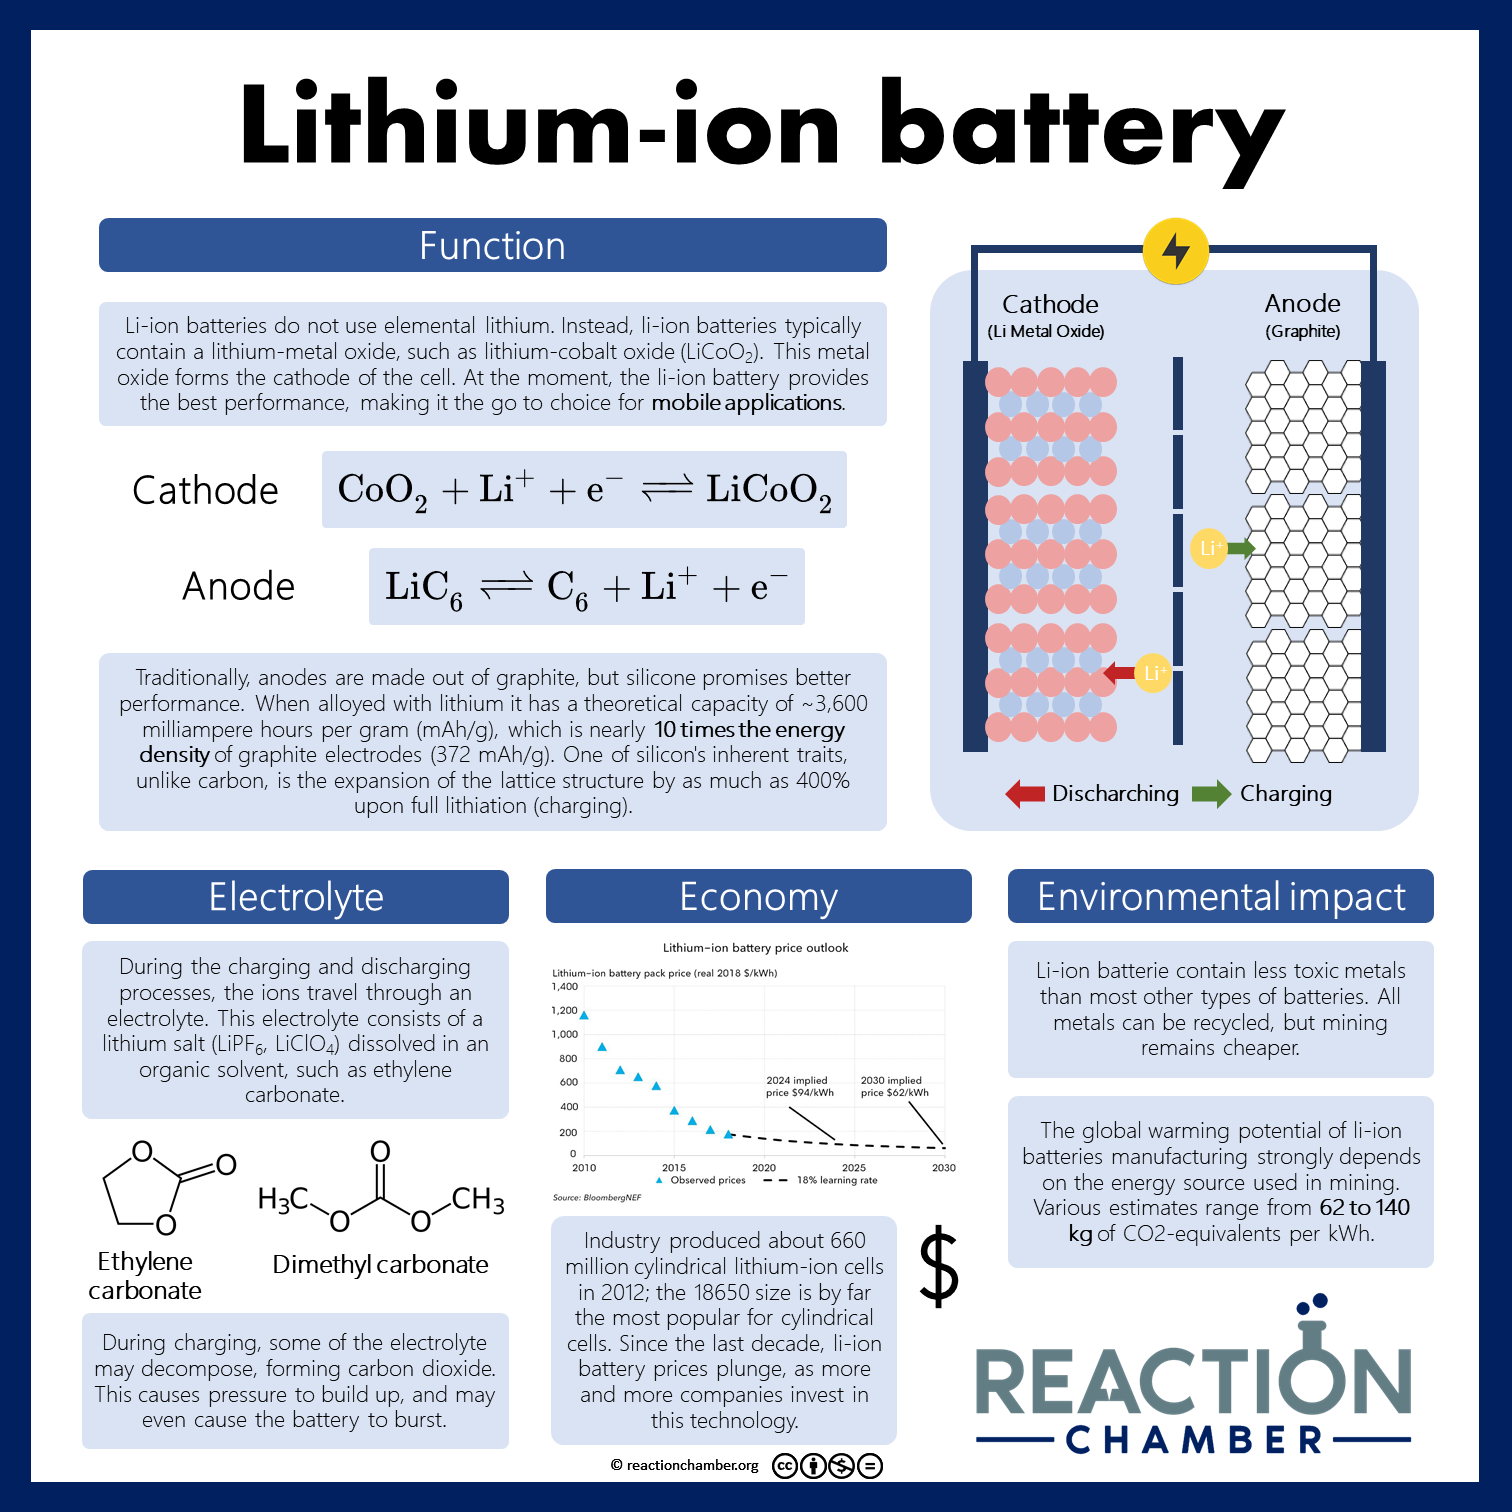 Lithium-ion battery
Function
Li-ion batteries do not use elemental lithium. Instead, li-ion batteries typically
contain a lithium-metal oxide, such as lithium-cobalt oxide (LiCoO₂). This metal
oxide forms the cathode of the cell. At the moment, the li-ion battery provides
the best performance, making it the go to choice for mobile applications.
Cathode
CoO₂ + Li⁺ + e⁻ ⇌ LiCoO₂
Anode
LiC₆ ⇌ C₆ + Li⁺ + e⁻
Traditionally, anodes are made out of graphite, but silicone promises better
performance. When alloyed with lithium it has a theoretical capacity of ~3,600
milliampere hours per gram (mAh/g), which is nearly 10 times the energy
density of graphite electrodes (372 mAh/g). One of silicon's inherent traits,
unlike carbon, is the expansion of the lattice structure by as much as 400%
upon full lithiation (charging).
Cathode
(Li Metal Oxide)
Anode
(Graphite)
Li⁺
Li⁺
Discharching
Charging
Electrolyte
During the charging and discharging
processes, the ions travel through an
electrolyte. This electrolyte consists of a
lithium salt (LiPF₆, LiClO₄) dissolved in an
organic solvent, such as ethylene
carbonate.
O
O
O
Ethylene
carbonate
O
H₃C
O
O
CH₃
Dimethyl carbonate
During charging, some of the electrolyte
may decompose, forming carbon dioxide.
This causes pressure to build up, and may
even cause the battery to burst.
Economy
Lithium-ion battery price outlook
Lithium-ion battery pack price (real 2018 $/kWh)
1,400
1,200
1,000
800
600
400
200
0
2024 implied
price $94/kWh
2030 implied
price $62/kWh
2010
2015
2020
2025
2030
Observed prices
18% learning rate
Source: BloombergNEF
Industry produced about 660
million cylindrical lithium-ion cells
in 2012; the 18650 size is by far
the most popular for cylindrical
cells. Since the last decade, li-ion
battery prices plunge, as more
and more companies invest in
this technology.
$
Environmental impact
Li-ion batterie contain less toxic metals
than most other types of batteries. All
metals can be recycled, but mining
remains cheaper.
The global warming potential of li-ion
batteries manufacturing strongly depends
on the energy source used in mining.
Various estimates range from 62 to 140
kg of CO2-equivalents per kWh.
REACTION
CHAMBER
© reactionchamber.org
cc